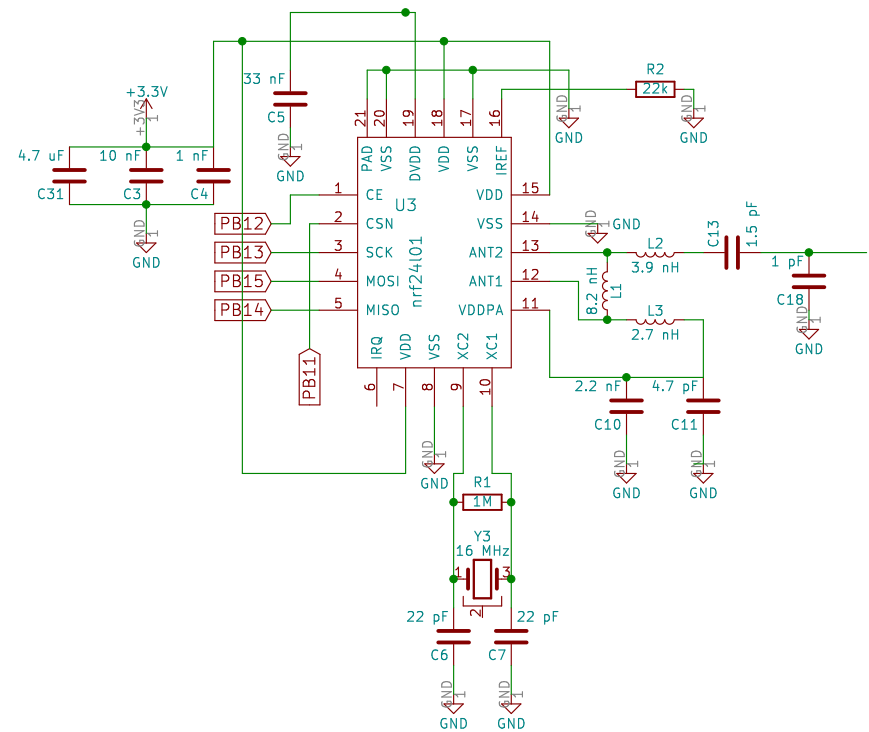 33 nF
C5
GND
1
GND
+3.3V
+3V3
1
4.7 uF
C31
10 nF
C3
1 nF
C4
GND
1
GND
R2
22k
GND
1
GND
GND
1
GND
21
20
19
18
17
16
PAD
VSS
DVDD
VDD
VSS
IREF
U3
nrf24l01
PB12
1
CE
2
CSN
PB13
3
SCK
PB15
4
MOSI
PB14
5
MISO
PB11
VDD
15
VSS
14
GND
1
GND
ANT2
13
ANT1
12
VDDPA
11
IRQ
VDD
VSS
XC2
XC1
6
7
8
9
10
L2
3.9 nH
8.2 nH
L1
L3
2.7 nH
C13
1.5 pF
1 pF
C18
GND
1
GND
2.2 nF
C10
GND
1
GND
4.7 pF
C11
GND
1
GND
GND
1
GND
R1
1M
Y3
16 MHz
1
3
2
22 pF
C6
GND
1
GND
22 pF
C7
GND
1
GND